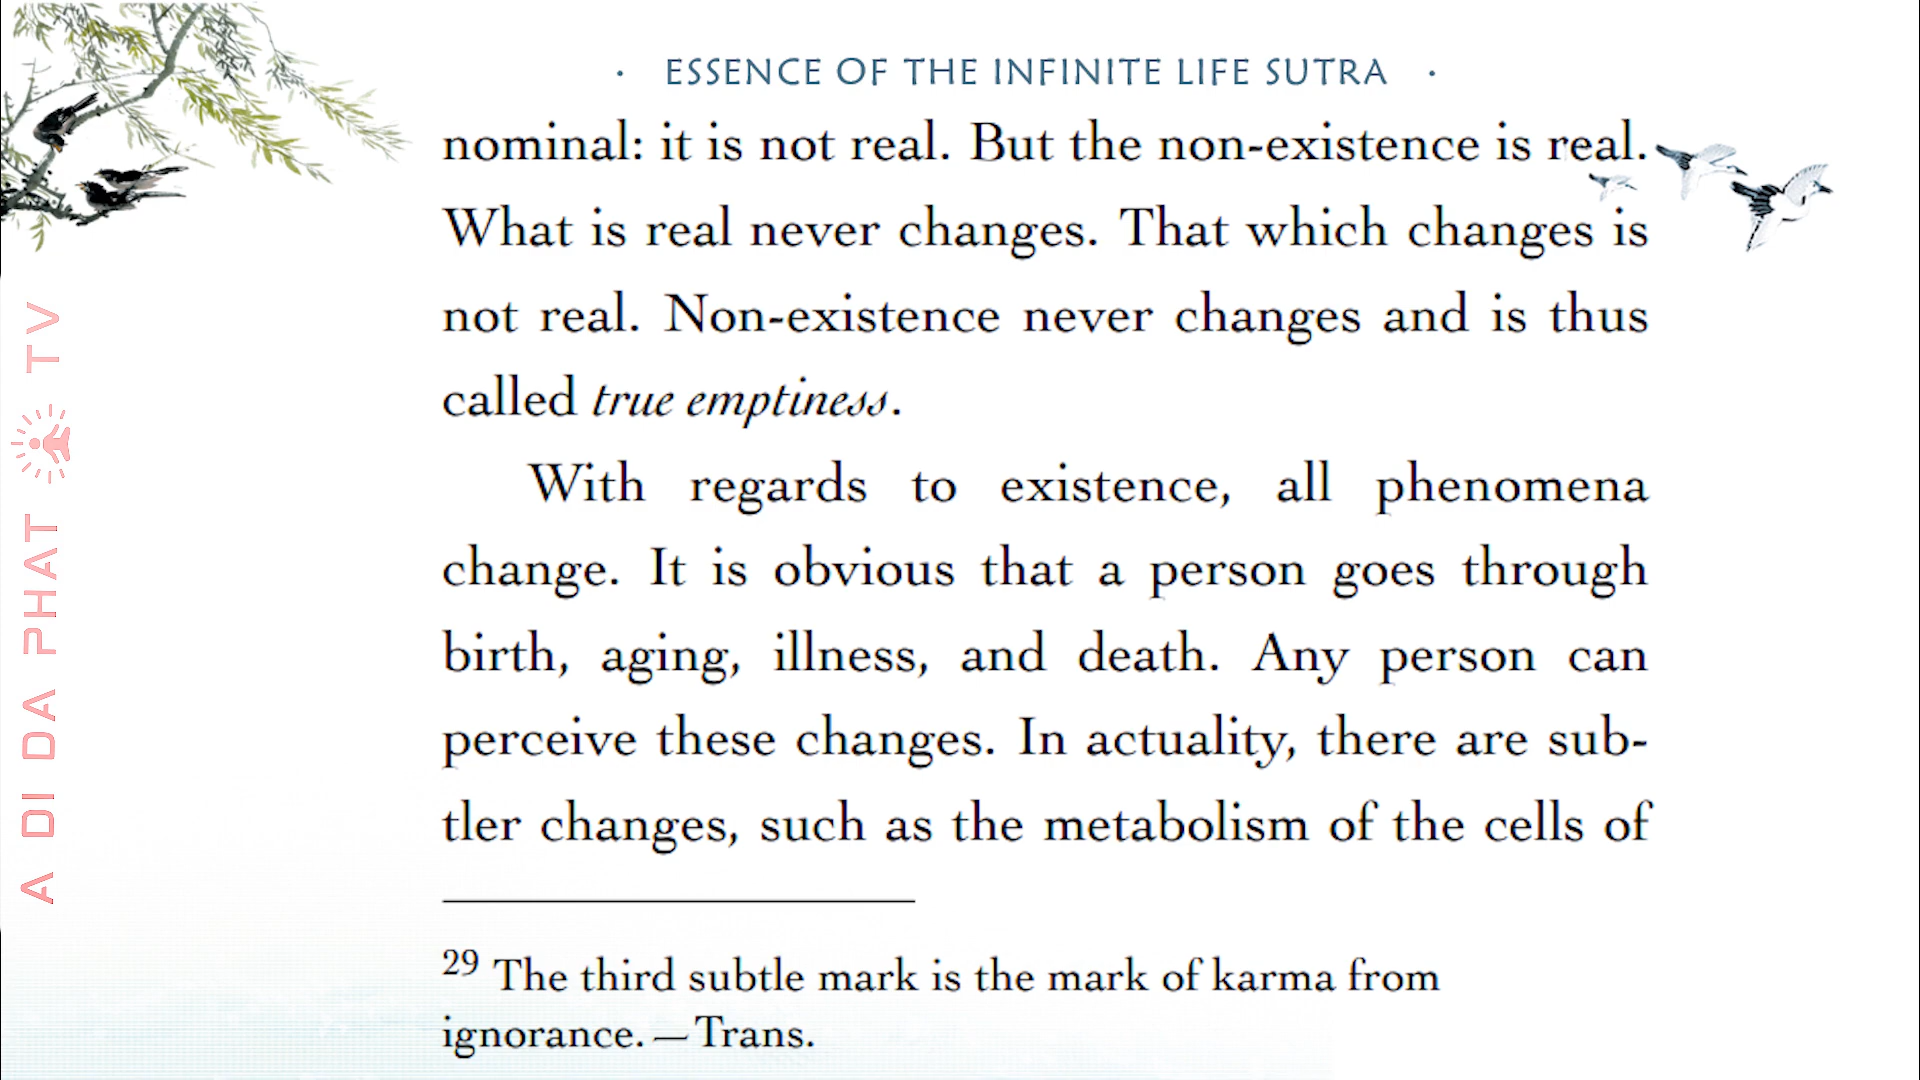 · ESSENCE OF THE INFINITE LIFE SUTRA ·
nominal: it is not real. But the non-existence is real.
What is real never changes. That which changes is
not real. Non-existence never changes and is thus
called true emptiness.
With regards to existence, all phenomena
change. It is obvious that a person goes through
birth, aging, illness, and death. Any person can
perceive these changes. In actuality, there are sub-
tler changes, such as the metabolism of the cells of
29 The third subtle mark is the mark of karma from
ignorance.—Trans.
A DI DA PHAT TV